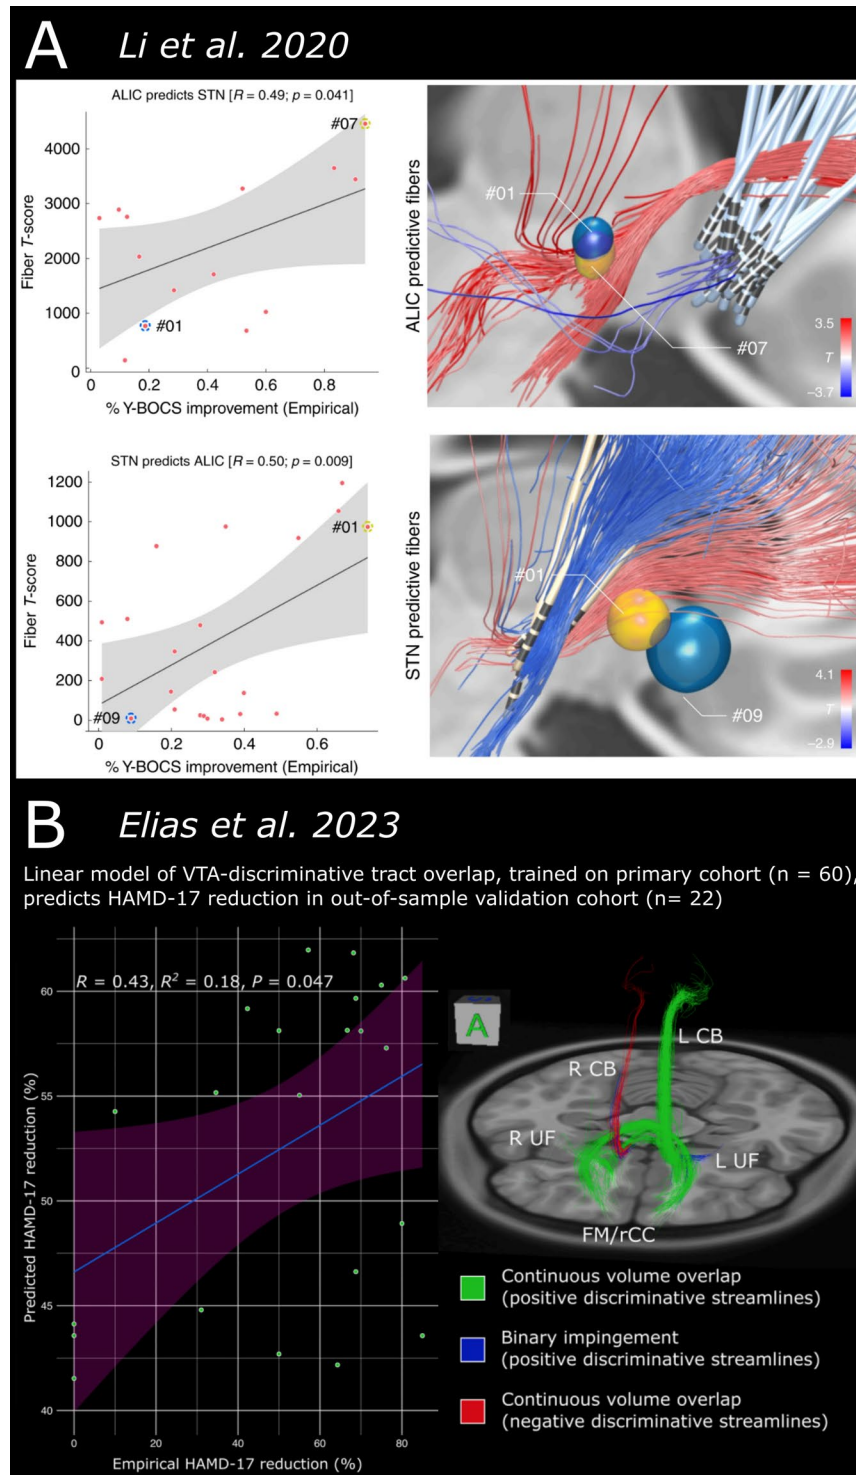 A Li et al. 2020
ALIC predicts STN [R = 0.49; p = 0.041]
4000
3000
2000
1000
0
Fiber T-score
#07
#01
0
0.2
0.4
0.6
0.8
% Y-BOCS improvement (Empirical)
ALIC predictive fibers
#01
#07
3.5
T
−3.7
STN predicts ALIC [R = 0.50; p = 0.009]
1200
1000
800
600
400
200
0
Fiber T-score
#01
#09
0
0.2
0.4
0.6
% Y-BOCS improvement (Empirical)
STN predictive fibers
#01
#09
4.1
T
−2.9
B Elias et al. 2023
Linear model of VTA-discriminative tract overlap, trained on primary cohort (n = 60),
predicts HAMD-17 reduction in out-of-sample validation cohort (n= 22)
R = 0.43, R² = 0.18, P = 0.047
60
55
50
45
40
Predicted HAMD-17 reduction (%)
0
20
40
60
80
Empirical HAMD-17 reduction (%)
A
L CB
R CB
R UF
L UF
FM/rCC
Continuous volume overlap
(positive discriminative streamlines)
Binary impingement
(positive discriminative streamlines)
Continuous volume overlap
(negative discriminative streamlines)